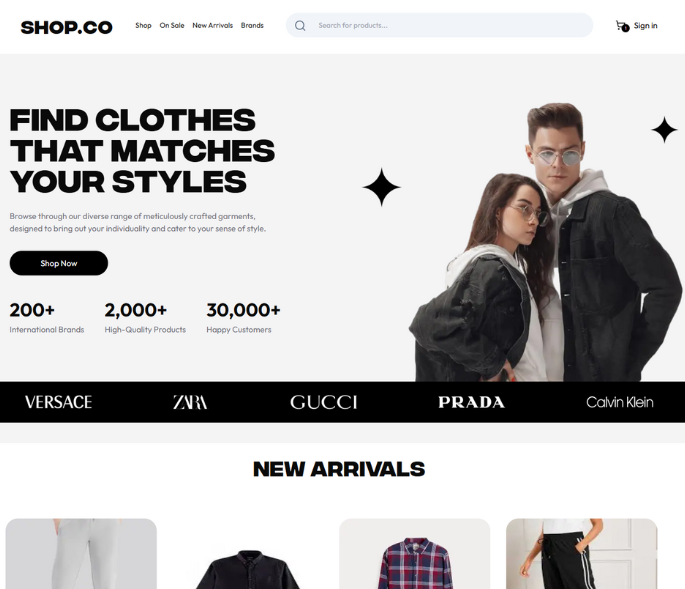 SHOP.CO
Shop On Sale New Arrivals Brands
Search for products...
Sign in
FIND CLOTHES
THAT MATCHES
YOUR STYLES
Browse through our diverse range of meticulously crafted garments,
designed to bring out your individuality and cater to your sense of style.
Shop Now
200+ 2,000+ 30,000+
International Brands High-Quality Products Happy Customers
VERSACE ZARA GUCCI PRADA Calvin Klein
NEW ARRIVALS